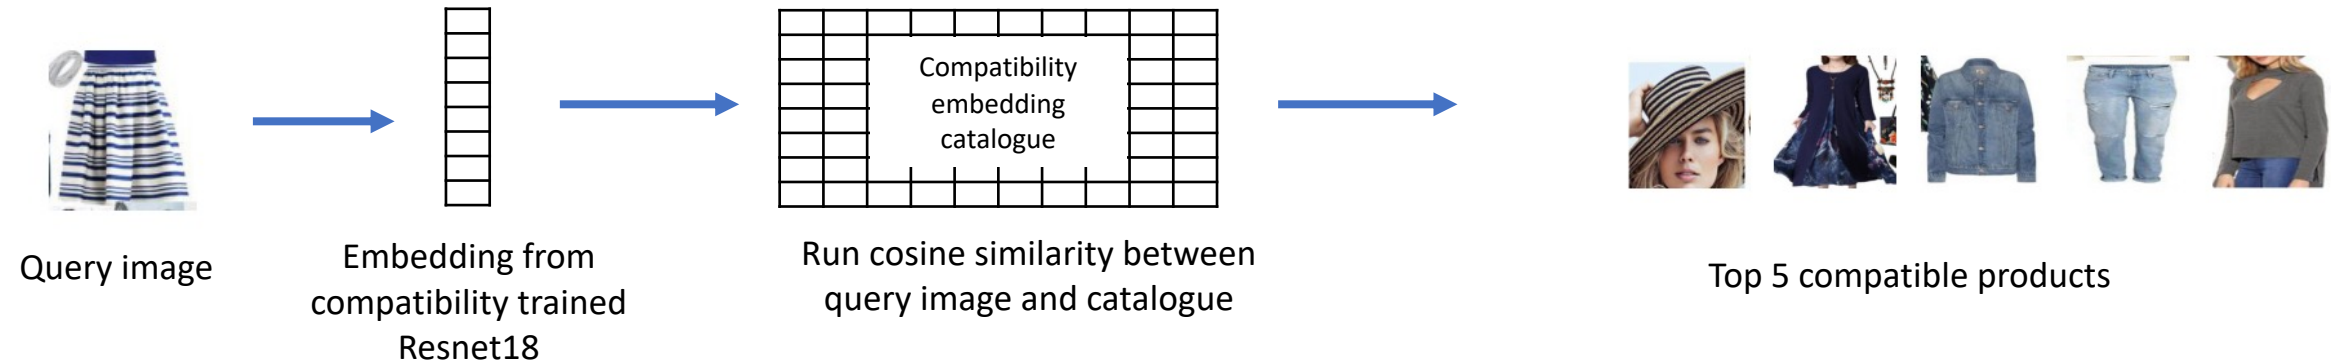 Compatibility
embedding
catalogue
Query image
Embedding from
compatibility trained
Resnet18
Run cosine similarity between
query image and catalogue
Top 5 compatible products